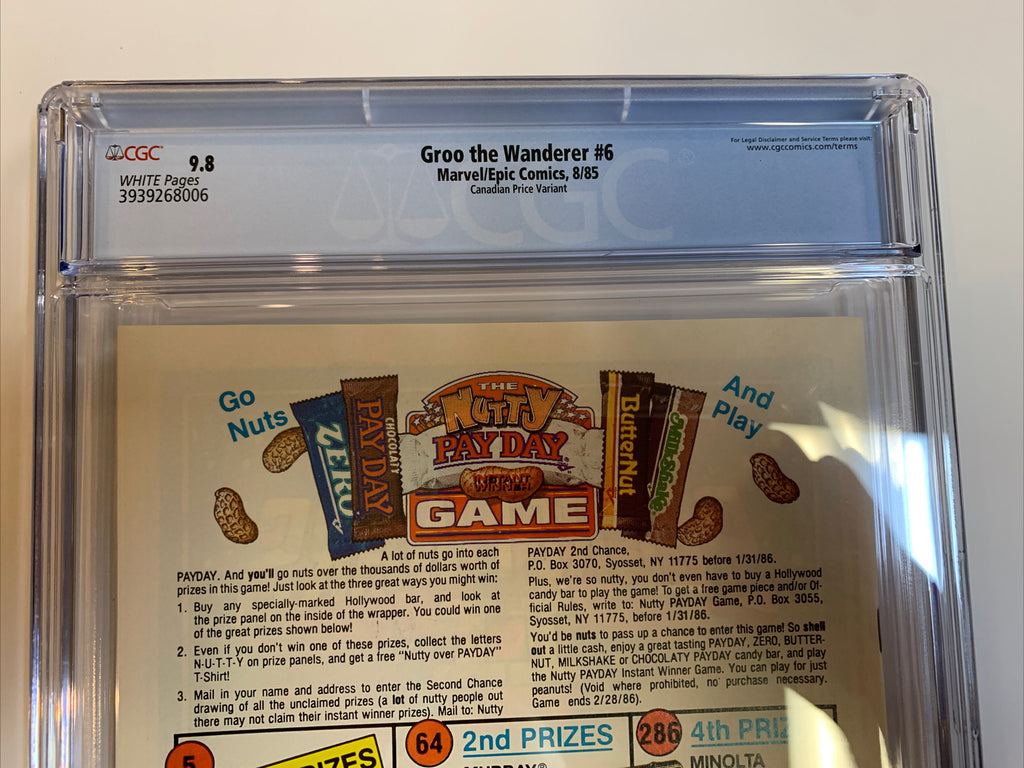 CGC 9.8
WHITE Pages
3939268006
Groo the Wanderer #6
Marvel/Epic Comics, 8/85
Canadian Price Variant
For Legal Disclaimer and Service Terms please visit:
www.cgccomics.com/terms
CGC
Go
Nuts
ZERO
CHOCOLATY
PAY DAY
THE
NUTTY
PAY DAY
INSTANT
GAME
ButterNut
Milk-Shake
And
Play
A lot of nuts go into each
PAYDAY. And you'll go nuts over the thousands of dollars worth of
prizes in this game! Just look at the three great ways you might win:
1. Buy any specially-marked Hollywood bar, and look at
the prize panel on the inside of the wrapper. You could win one
of the great prizes shown below!
2. Even if you don't win one of these prizes, collect the letters
N-U-T-T-Y on prize panels, and get a free "Nutty over PAYDAY"
T-Shirt!
3. Mail in your name and address to enter the Second Chance
drawing of all the unclaimed prizes (a lot of nutty people out
there may not claim their instant winner prizes). Mail to: Nutty
PAYDAY 2nd Chance,
P.O. Box 3070, Syosset, NY 11775 before 1/31/86.
Plus, we're so nutty, you don't even have to buy a Hollywood
candy bar to play the game! To get a free game piece and/or Of-
ficial Rules, write to: Nutty PAYDAY Game, P.O. Box 3055,
Syosset, NY 11775, before 1/31/86.
You'd be nuts to pass up a chance to enter this game! So shell
out a little cash, enjoy a great tasting PAYDAY, ZERO, BUTTER-
NUT, MILKSHAKE or CHOCOLATY PAYDAY candy bar, and play
the Nutty PAYDAY Instant Winner Game. You can play for just
peanuts! (Void where prohibited, no purchase necessary.
Game ends 2/28/86).
5
64 2nd PRIZES
286 4th PRIZ
MINOLTA